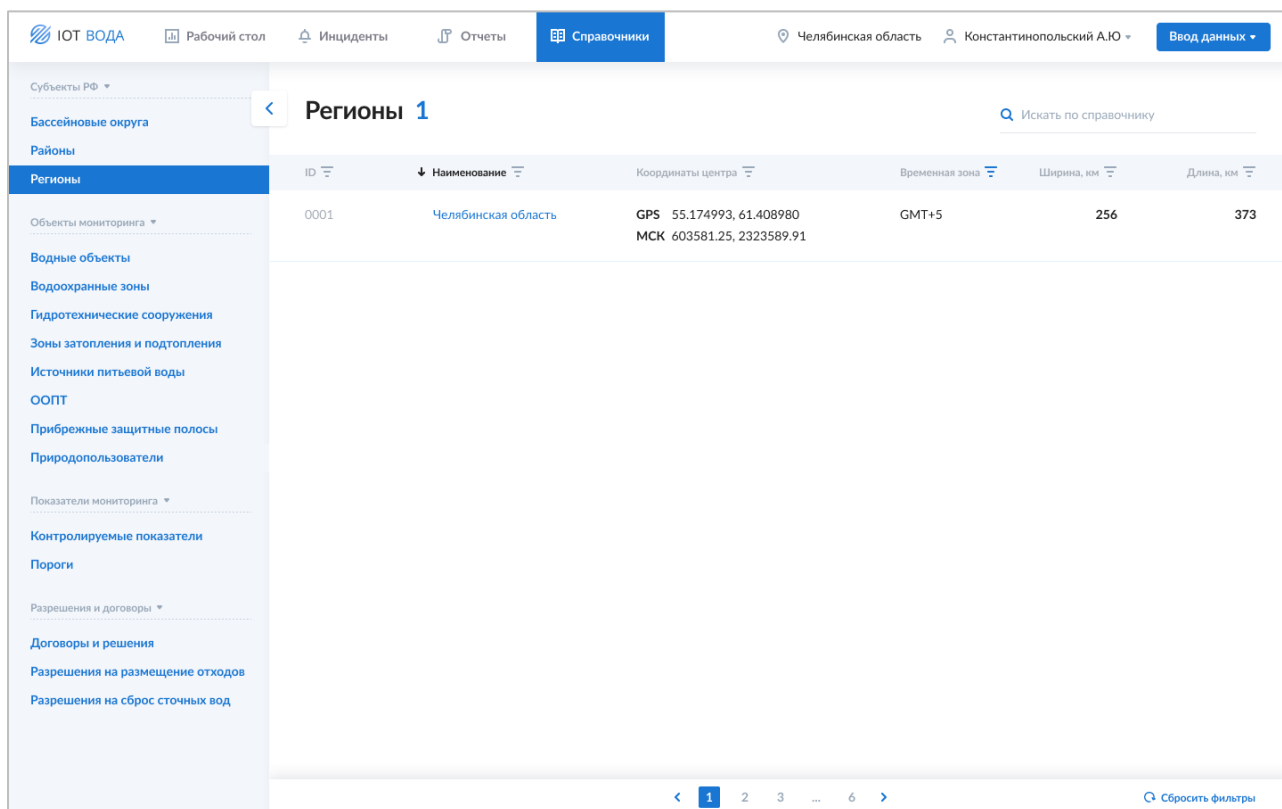 IOT ВОДА Рабочий стол Инциденты Отчеты Справочники Челябинская область Константинопольский А.Ю Ввод данных
Субъекты РФ
Бассейновые округа
Районы
Регионы
Объекты мониторинга
Водные объекты
Водоохранные зоны
Гидротехнические сооружения
Зоны затопления и подтопления
Источники питьевой воды
ООПТ
Прибрежные защитные полосы
Природопользователи
Показатели мониторинга
Контролируемые показатели
Пороги
Разрешения и договоры
Договоры и решения
Разрешения на размещение отходов
Разрешения на сброс сточных вод
Регионы 1
Искать по справочнику
ID Наименование Координаты центра Временная зона Ширина, км Длина, км
0001 Челябинская область GPS 55.174993, 61.408980 GMT+5 256 373
МСК 603581.25, 2323589.91
1 2 3 ... 6
Сбросить фильтры